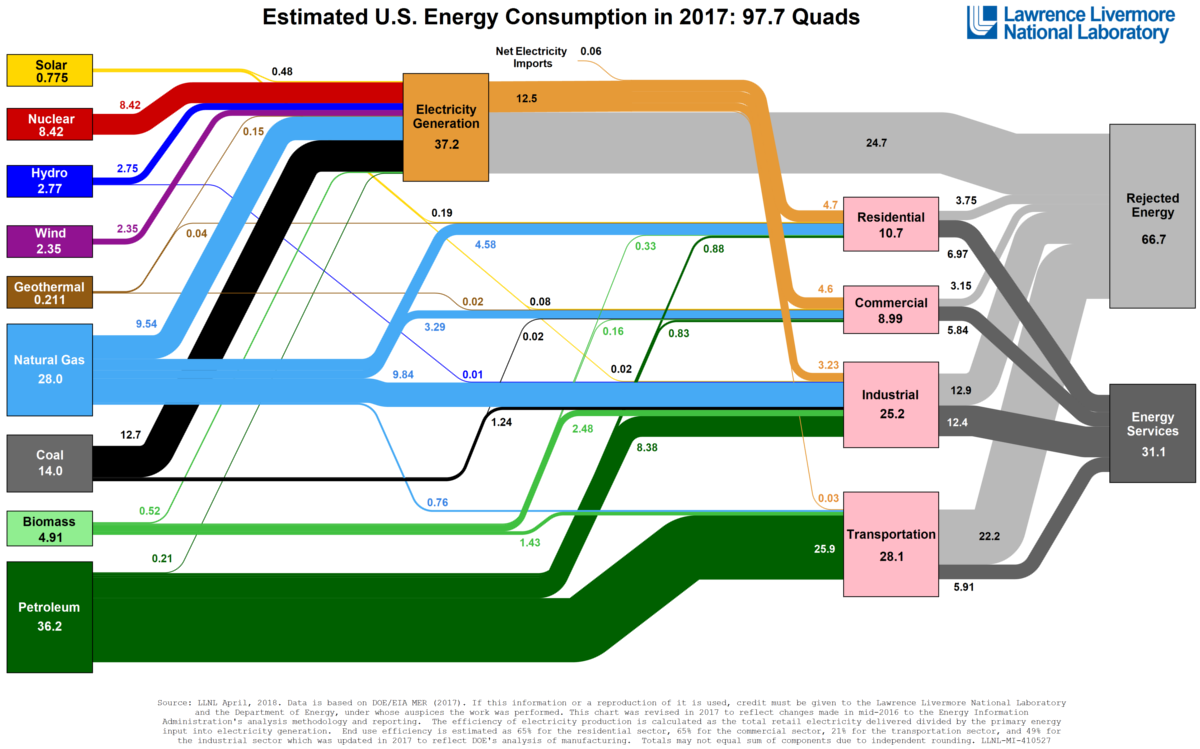 Estimated U.S. Energy Consumption in 2017: 97.7 Quads
Lawrence Livermore
National Laboratory
Net Electricity
Imports
0.06
Solar
0.775
0.48
Nuclear
8.42
8.42
Electricity
Generation
37.2
12.5
24.7
0.15
Hydro
2.77
2.75
Wind
2.35
2.35
0.04
Geothermal
0.211
0.19
4.58
0.33
0.88
4.7
Residential
10.7
3.75
6.97
Rejected
Energy
66.7
Natural Gas
28.0
9.54
0.02
0.08
3.29
0.02
0.16
0.83
4.6
Commercial
8.99
3.15
5.84
9.84
0.01
0.02
3.23
Industrial
25.2
12.9
12.4
Energy
Services
31.1
Coal
14.0
12.7
1.24
2.48
8.38
Biomass
4.91
0.52
0.76
1.43
0.03
Transportation
28.1
25.9
22.2
5.91
Petroleum
36.2
0.21
Source: LLNL April, 2018. Data is based on DOE/EIA MER (2017). If this information or a reproduction of it is used, credit must be given to the Lawrence Livermore National Laboratory
and the Department of Energy, under whose auspices the work was performed. This chart was revised in 2017 to reflect changes made in mid-2016 to the Energy Information
Administration's analysis methodology and reporting. The efficiency of electricity production is calculated as the total retail electricity delivered divided by the primary energy
input into electricity generation. End use efficiency is estimated as 65% for the residential sector, 65% for the commercial sector, 21% for the transportation sector, and 49% for
the industrial sector which was updated in 2017 to reflect DOE's analysis of manufacturing. Totals may not equal sum of components due to independent rounding. LLNL-MI-410527